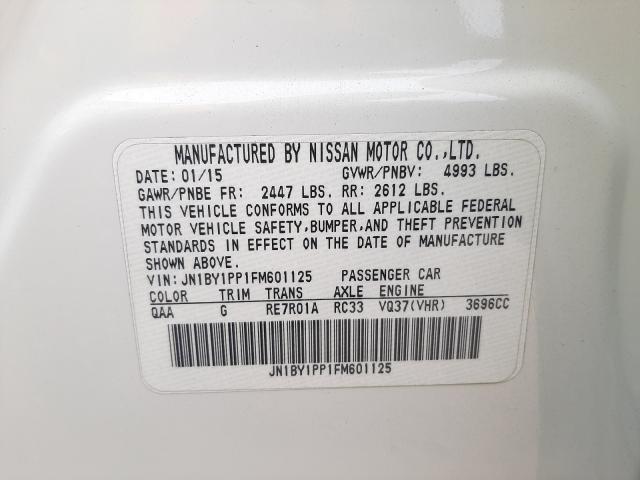 MANUFACTURED BY NISSAN MOTOR CO.,LTD.
DATE: 01/15 GVWR/PNBV: 4993 LBS.
GAWR/PNBE FR: 2447 LBS. RR: 2612 LBS.
THIS VEHICLE CONFORMS TO ALL APPLICABLE FEDERAL
MOTOR VEHICLE SAFETY,BUMPER,AND THEFT PREVENTION
STANDARDS IN EFFECT ON THE DATE OF MANUFACTURE
SHOWN ABOVE.
VIN: JN1BY1PP1FM601125 PASSENGER CAR
COLOR TRIM TRANS AXLE ENGINE
QAA G RE7R01A RC33 VQ37(VHR) 3696CC
JN1BY1PP1FM601125